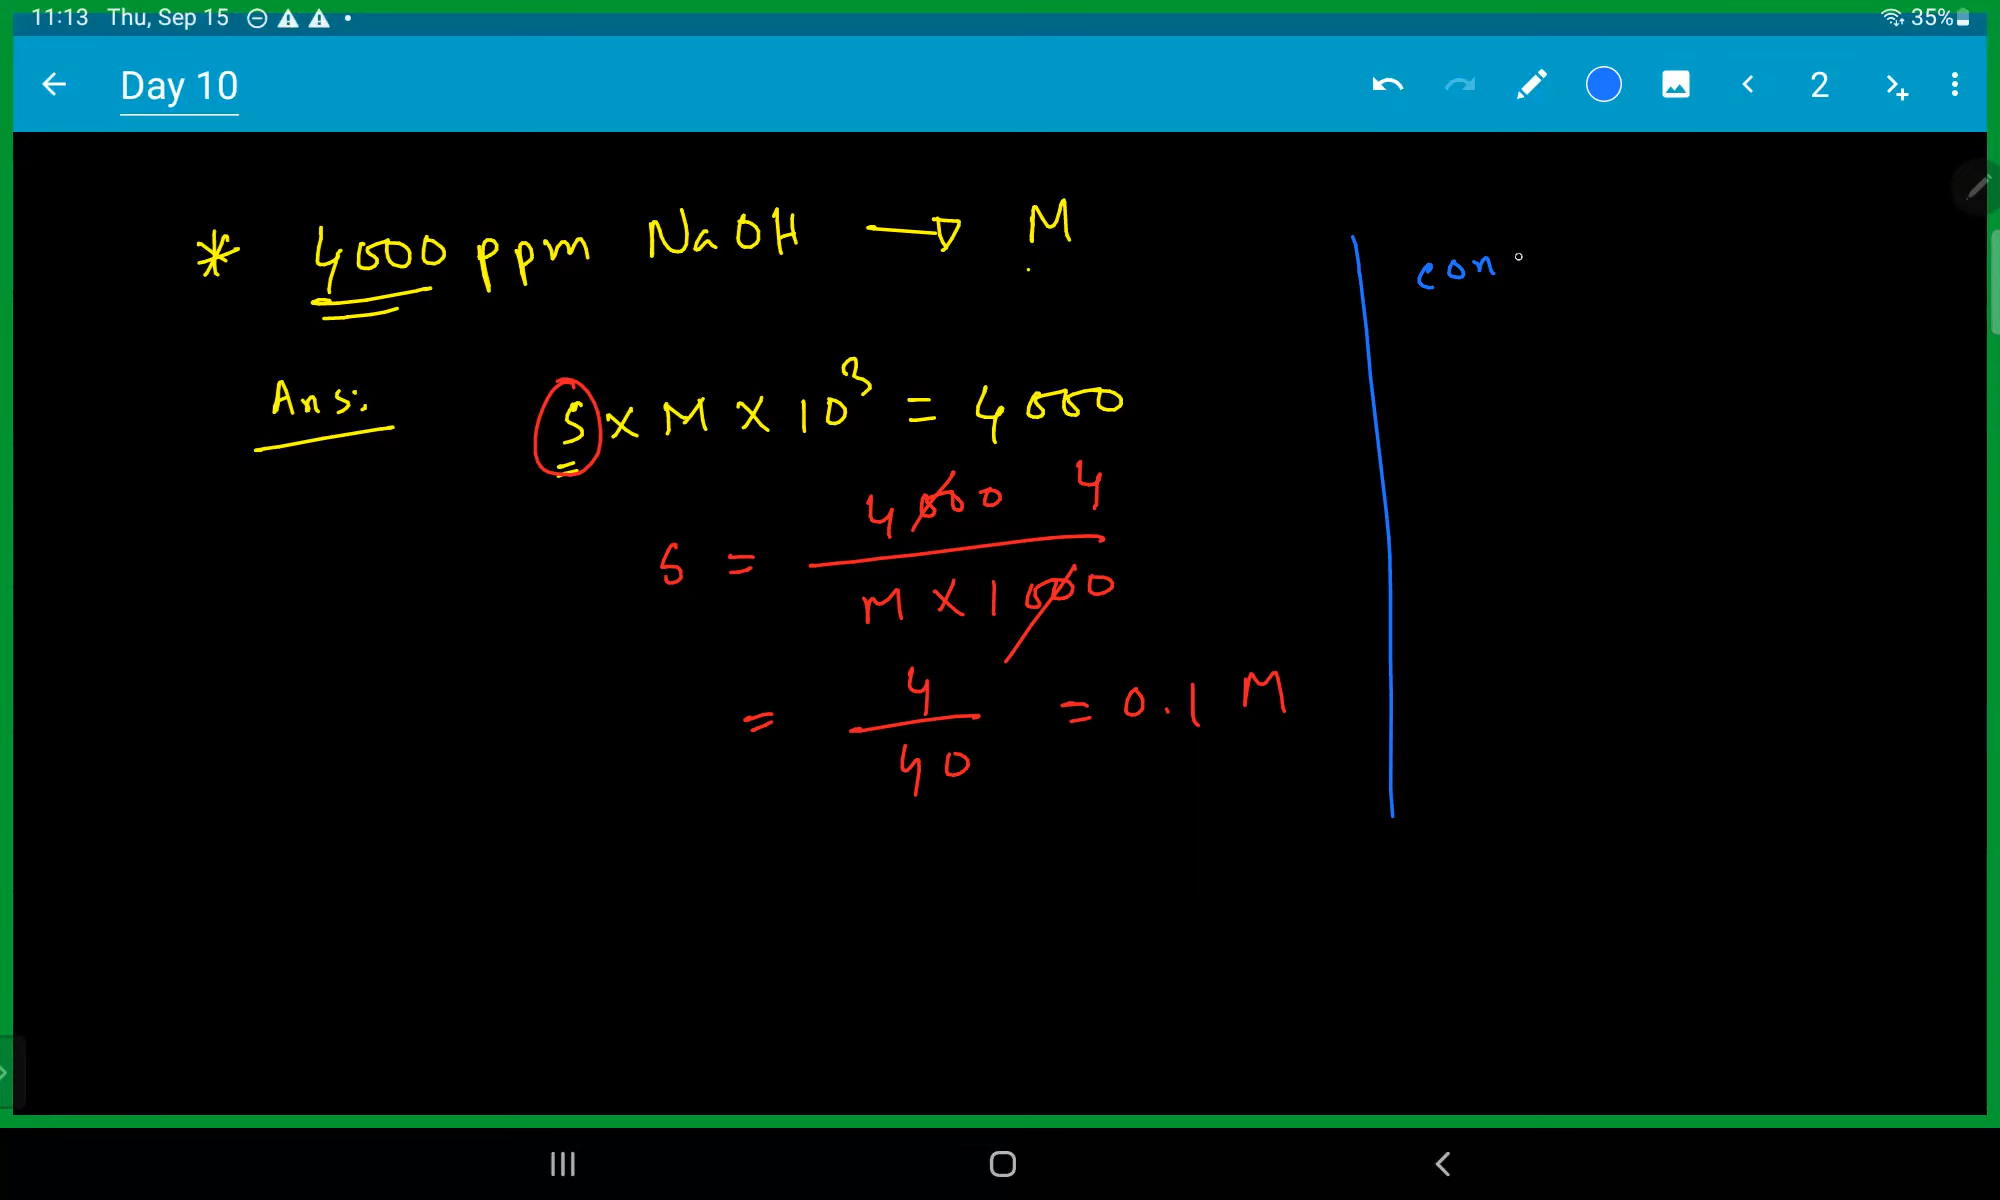 11:13 Thu, Sep 15 35%
Day 10 2
* 4000 ppm NaOH → M
con
Ans:
S × M × 10³ = 4000
4000 4
S = ―
M × 1000
4
= ― = 0.1 M
40